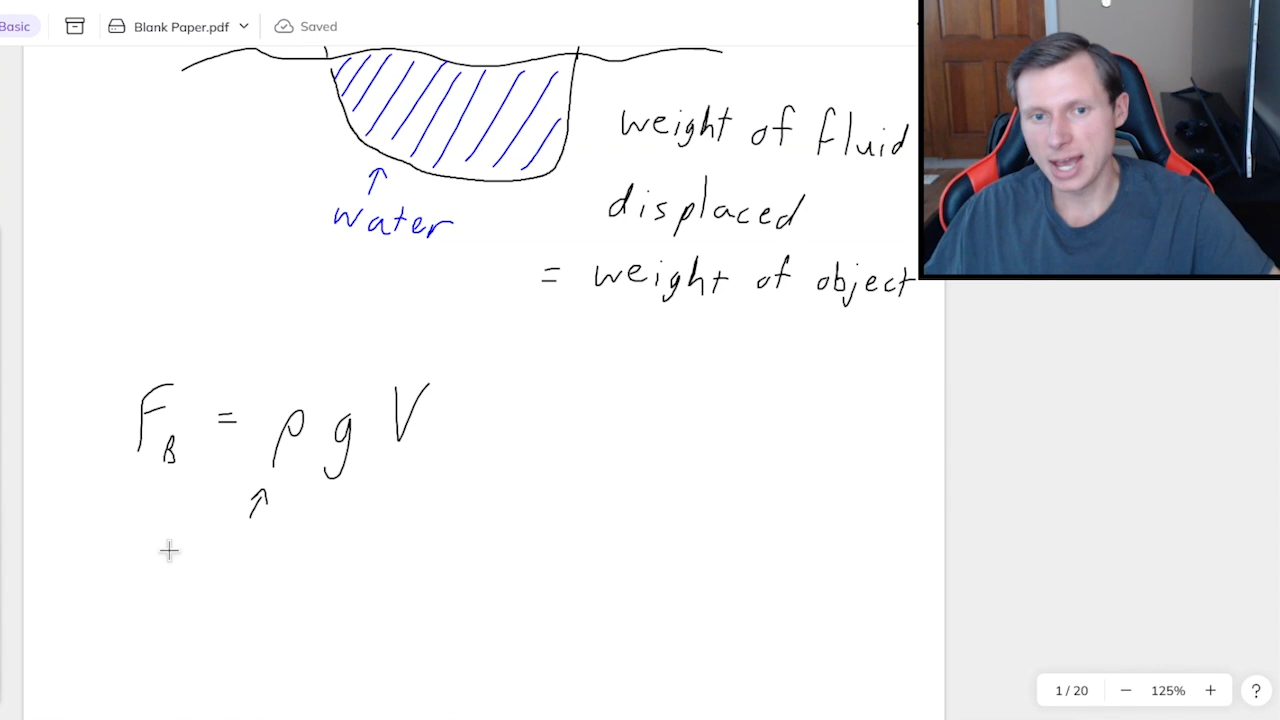 Basic
Blank Paper.pdf
Saved
weight of fluid
displaced
= weight of object
↑
water
F_B = ρ g V
↑
1 / 20 − 125% + ?